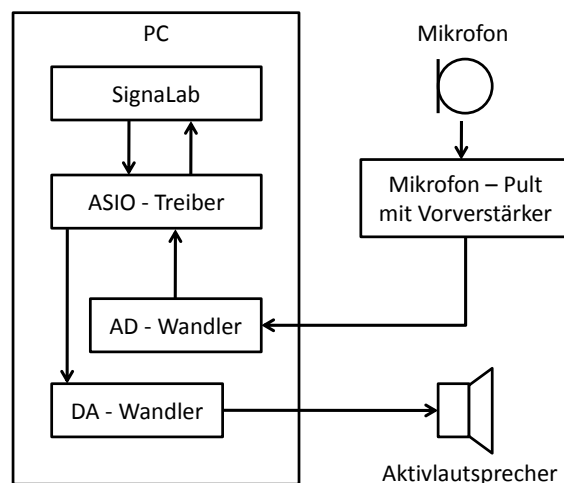 PC
SignaLab
ASIO - Treiber
AD - Wandler
DA - Wandler
Mikrofon
Mikrofon – Pult
mit Vorverstärker
Aktivlautsprecher